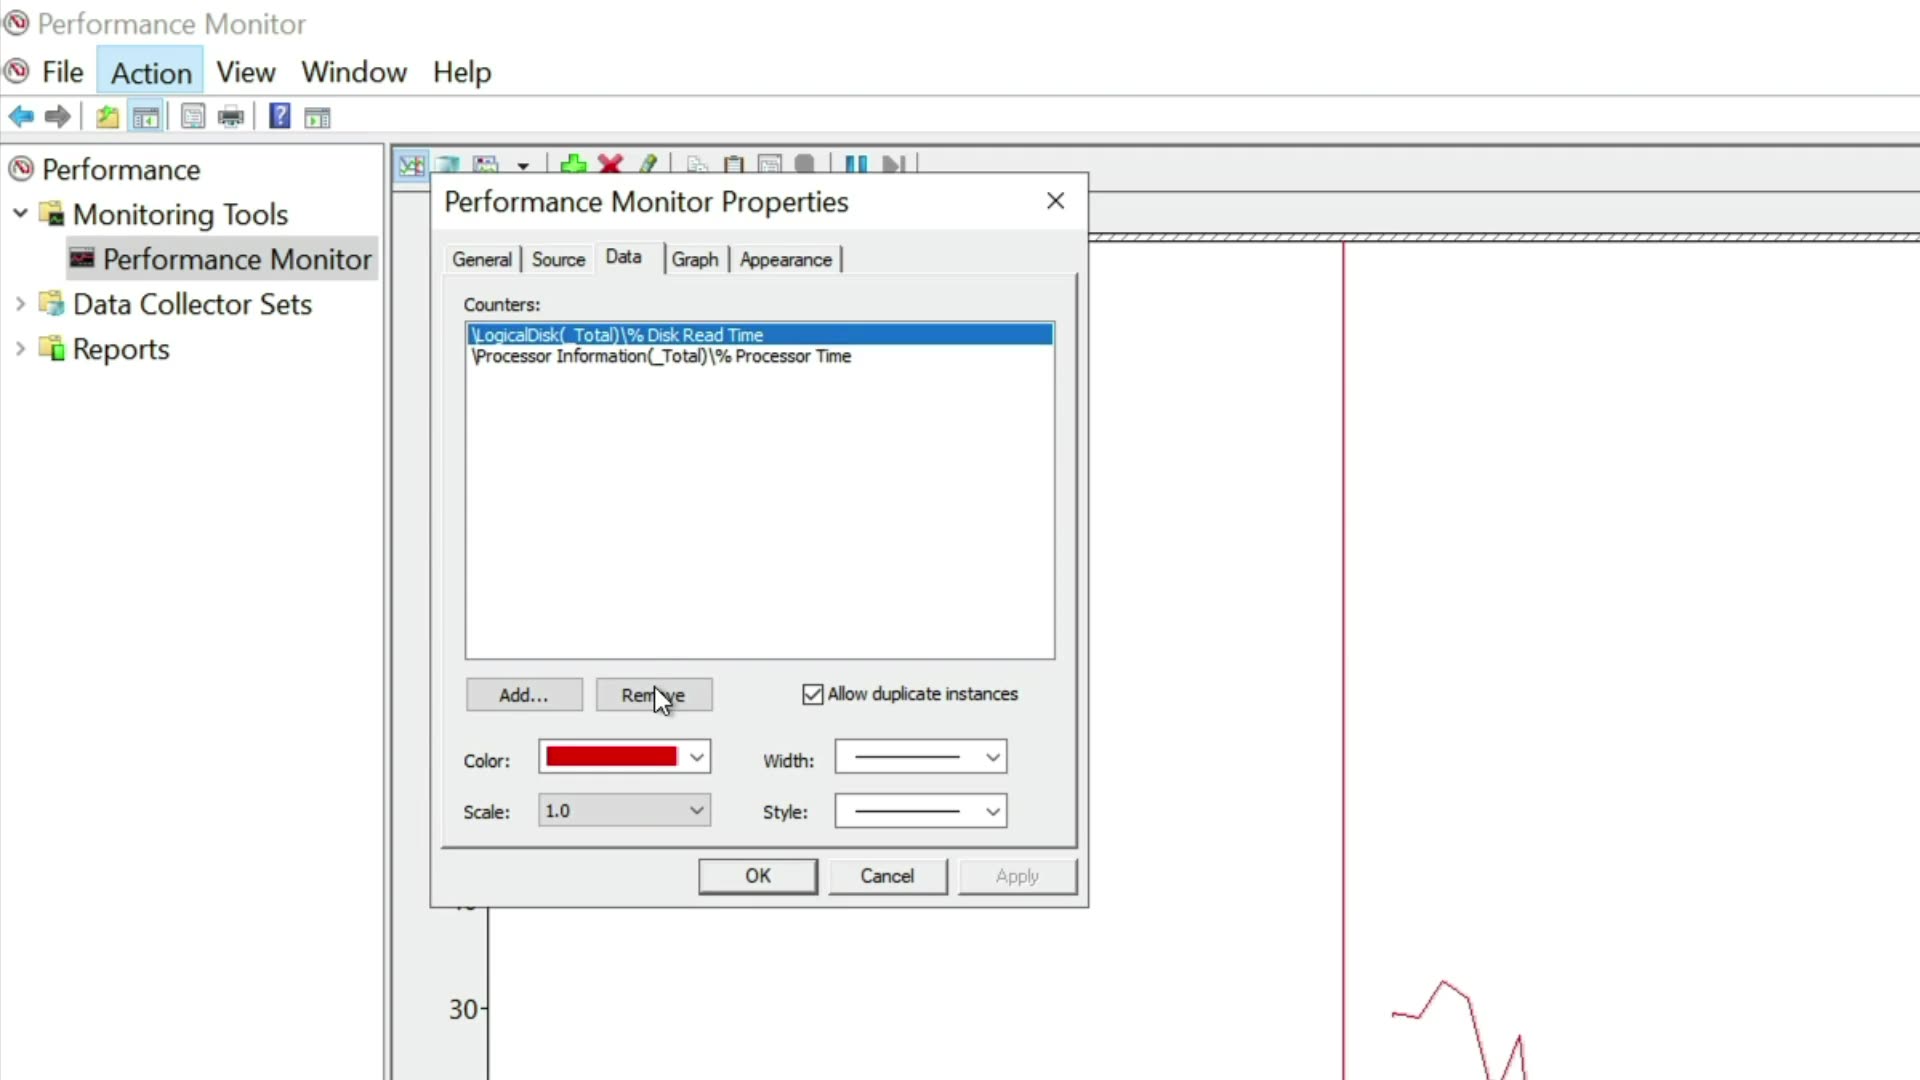 Performance Monitor
File Action View Window Help
Performance
Monitoring Tools
Performance Monitor
Data Collector Sets
Reports
Performance Monitor Properties
General Source Data Graph Appearance
Counters:
\LogicalDisk(_Total)\% Disk Read Time
\Processor Information(_Total)\% Processor Time
Add... Remove Allow duplicate instances
Color: Width:
Scale: 1.0 Style:
OK Cancel Apply
30